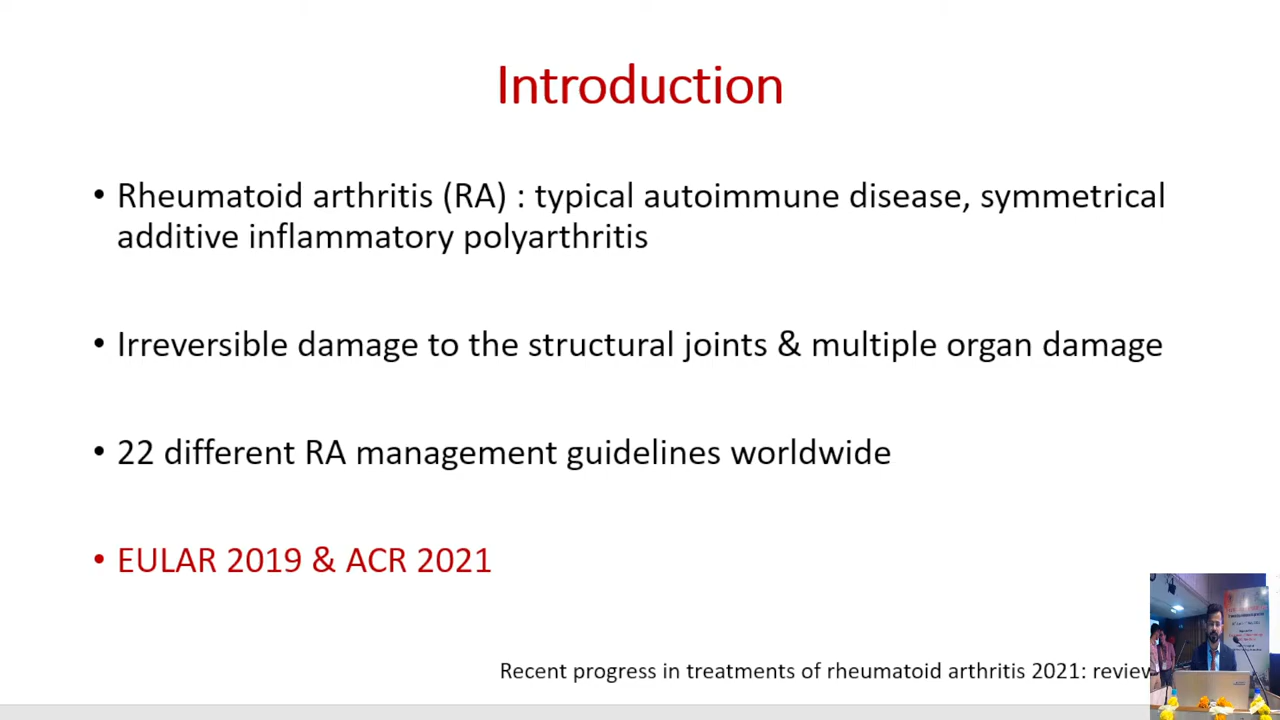 Introduction
• Rheumatoid arthritis (RA) : typical autoimmune disease, symmetrical
additive inflammatory polyarthritis
• Irreversible damage to the structural joints & multiple organ damage
• 22 different RA management guidelines worldwide
• EULAR 2019 & ACR 2021
Recent progress in treatments of rheumatoid arthritis 2021: review